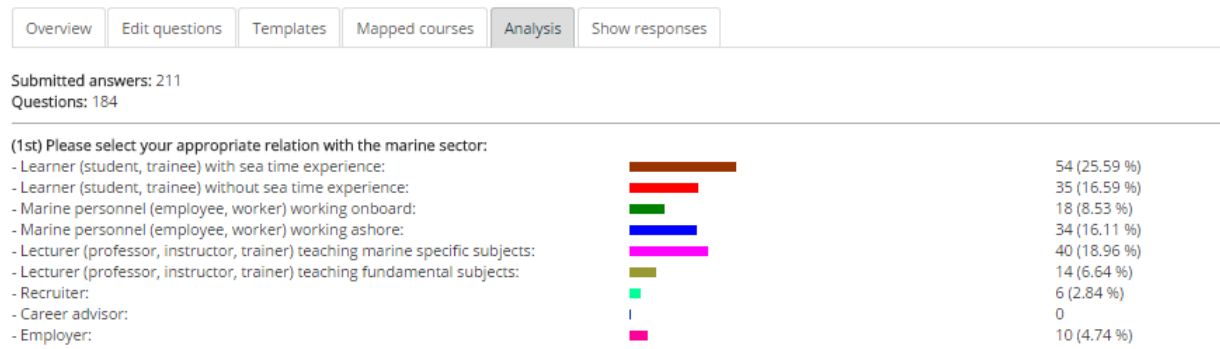 Overview Edit questions Templates Mapped courses Analysis Show responses
Submitted answers: 211
Questions: 184
(1st) Please select your appropriate relation with the marine sector:
- Learner (student, trainee) with sea time experience: 54 (25.59 %)
- Learner (student, trainee) without sea time experience: 35 (16.59 %)
- Marine personnel (employee, worker) working onboard: 18 (8.53 %)
- Marine personnel (employee, worker) working ashore: 34 (16.11 %)
- Lecturer (professor, instructor, trainer) teaching marine specific subjects: 40 (18.96 %)
- Lecturer (professor, instructor, trainer) teaching fundamental subjects: 14 (6.64 %)
- Recruiter: 6 (2.84 %)
- Career advisor: 0
- Employer: 10 (4.74 %)